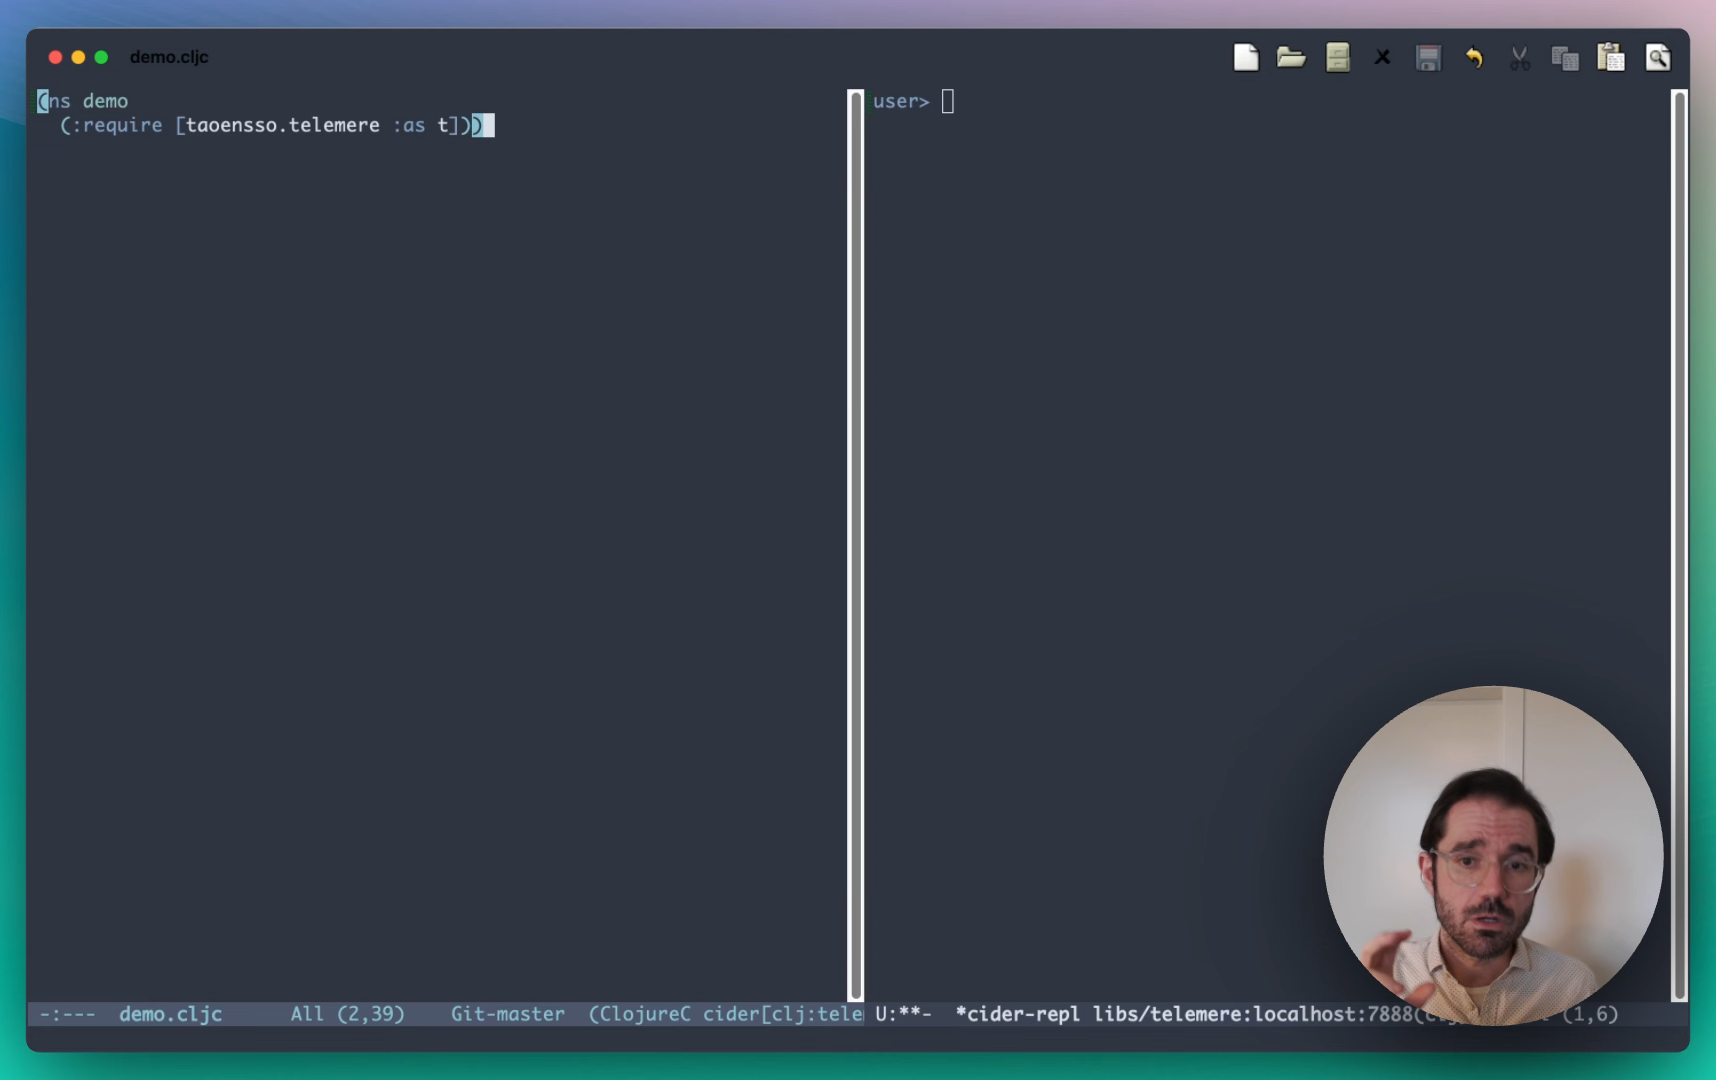 demo.cljc
(ns demo
(:require [taoensso.telemere :as t]))
user>
-:--- demo.cljc All (2,39) Git-master (ClojureC cider[clj:tele
U:**- *cider-repl libs/telemere:localhost:7888( (1,6)